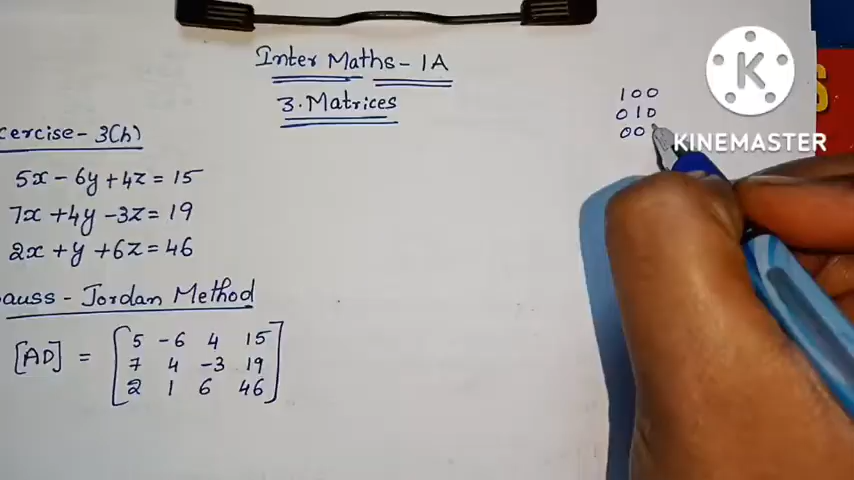 Inter Maths - 1A
3. Matrices
cercise - 3(h)
5x - 6y + 4z = 15
7x + 4y - 3z = 19
2x + y + 6z = 46
auss - Jordan Method
[AD] = [5 -6 4 15
7 4 -3 19
2 1 6 46]
1 0 0
0 1 0
0 0
K
KINEMASTER